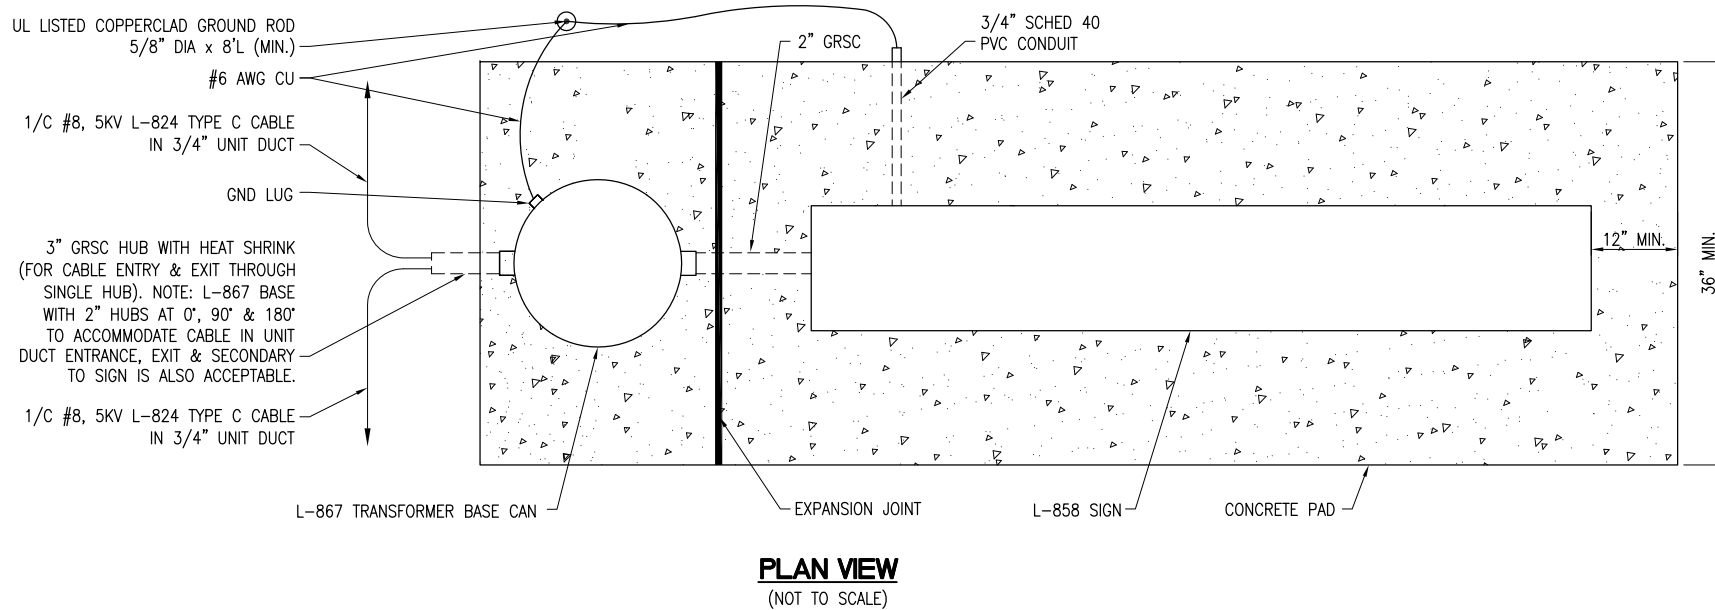 UL LISTED COPPERCLAD GROUND ROD
5/8" DIA x 8'L (MIN.)
#6 AWG CU
1/C #8, 5KV L-824 TYPE C CABLE
IN 3/4" UNIT DUCT
GND LUG
3" GRSC HUB WITH HEAT SHRINK
(FOR CABLE ENTRY & EXIT THROUGH
SINGLE HUB). NOTE: L-867 BASE
WITH 2" HUBS AT 0°, 90° & 180°
TO ACCOMMODATE CABLE IN UNIT
DUCT ENTRANCE, EXIT & SECONDARY
TO SIGN IS ALSO ACCEPTABLE.
1/C #8, 5KV L-824 TYPE C CABLE
IN 3/4" UNIT DUCT
2" GRSC
3/4" SCHED 40
PVC CONDUIT
12" MIN.
36" MIN.
L-867 TRANSFORMER BASE CAN
EXPANSION JOINT
L-858 SIGN
CONCRETE PAD
PLAN VIEW
(NOT TO SCALE)